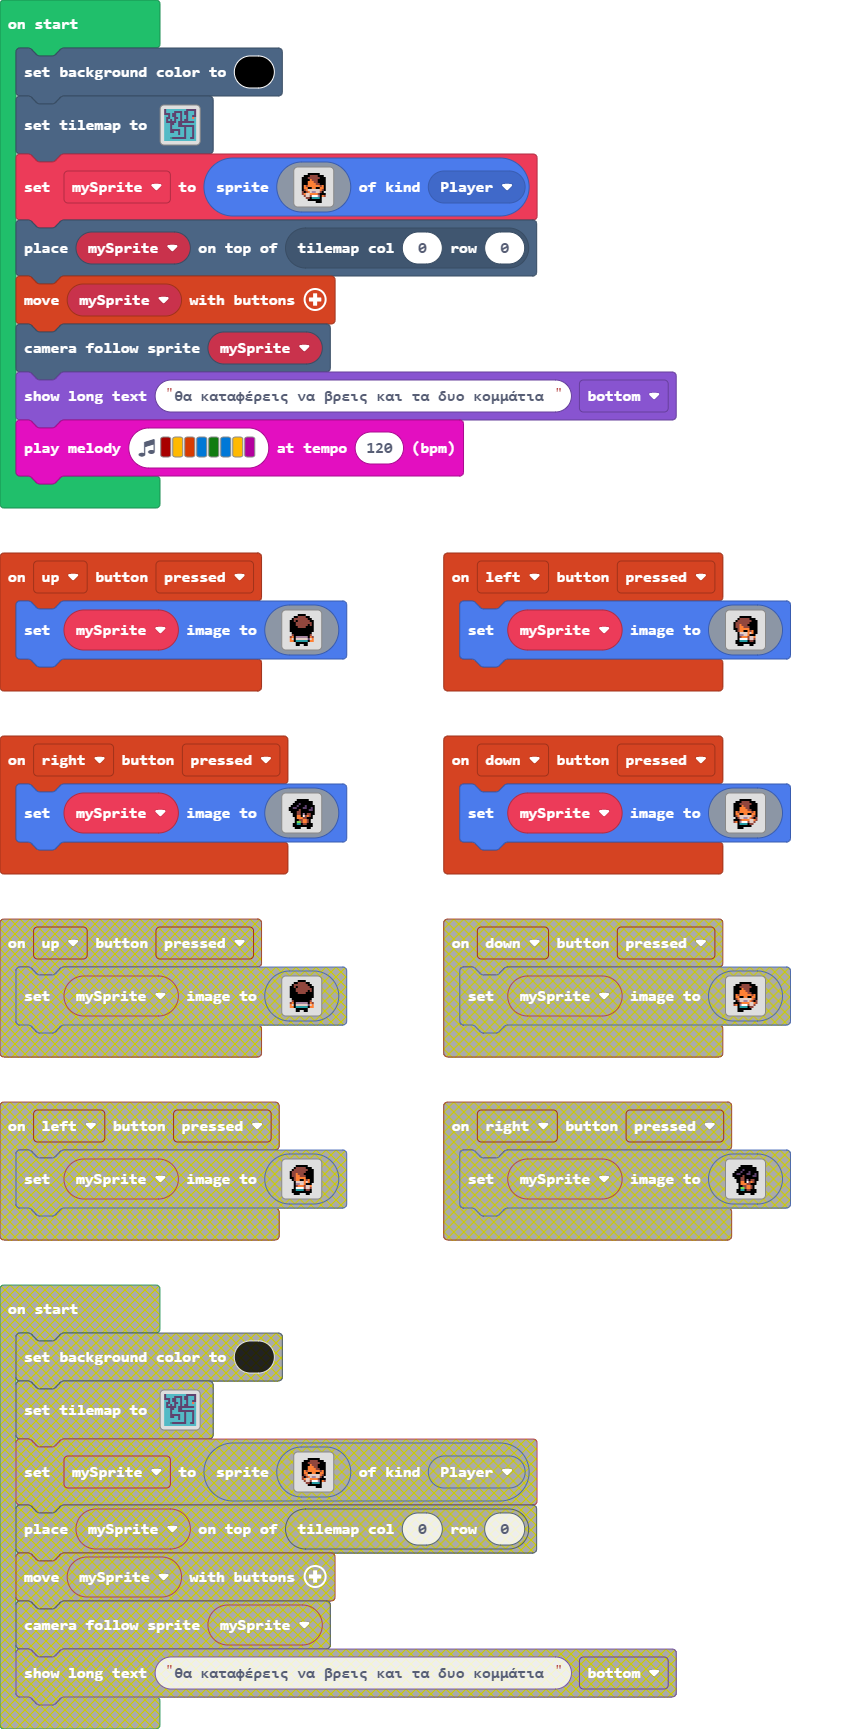 on start
set background color to
set tilemap to
set mySprite to sprite of kind Player
place mySprite on top of tilemap col 0 row 0
move mySprite with buttons
camera follow sprite mySprite
show long text "θα καταφέρεις να βρεις και τα δυο κομμάτια " bottom
play melody at tempo 120 (bpm)
on up button pressed
set mySprite image to
on left button pressed
set mySprite image to
on right button pressed
set mySprite image to
on down button pressed
set mySprite image to
on up button pressed
set mySprite image to
on down button pressed
set mySprite image to
on left button pressed
set mySprite image to
on right button pressed
set mySprite image to
on start
set background color to
set tilemap to
set mySprite to sprite of kind Player
place mySprite on top of tilemap col 0 row 0
move mySprite with buttons
camera follow sprite mySprite
show long text "θα καταφέρεις να βρεις και τα δυο κομμάτια " bottom